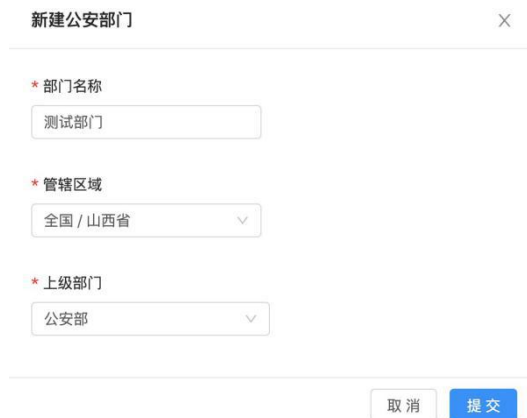 新建公安部门
* 部门名称
测试部门
* 管辖区域
全国 / 山西省
* 上级部门
公安部
取 消
提 交